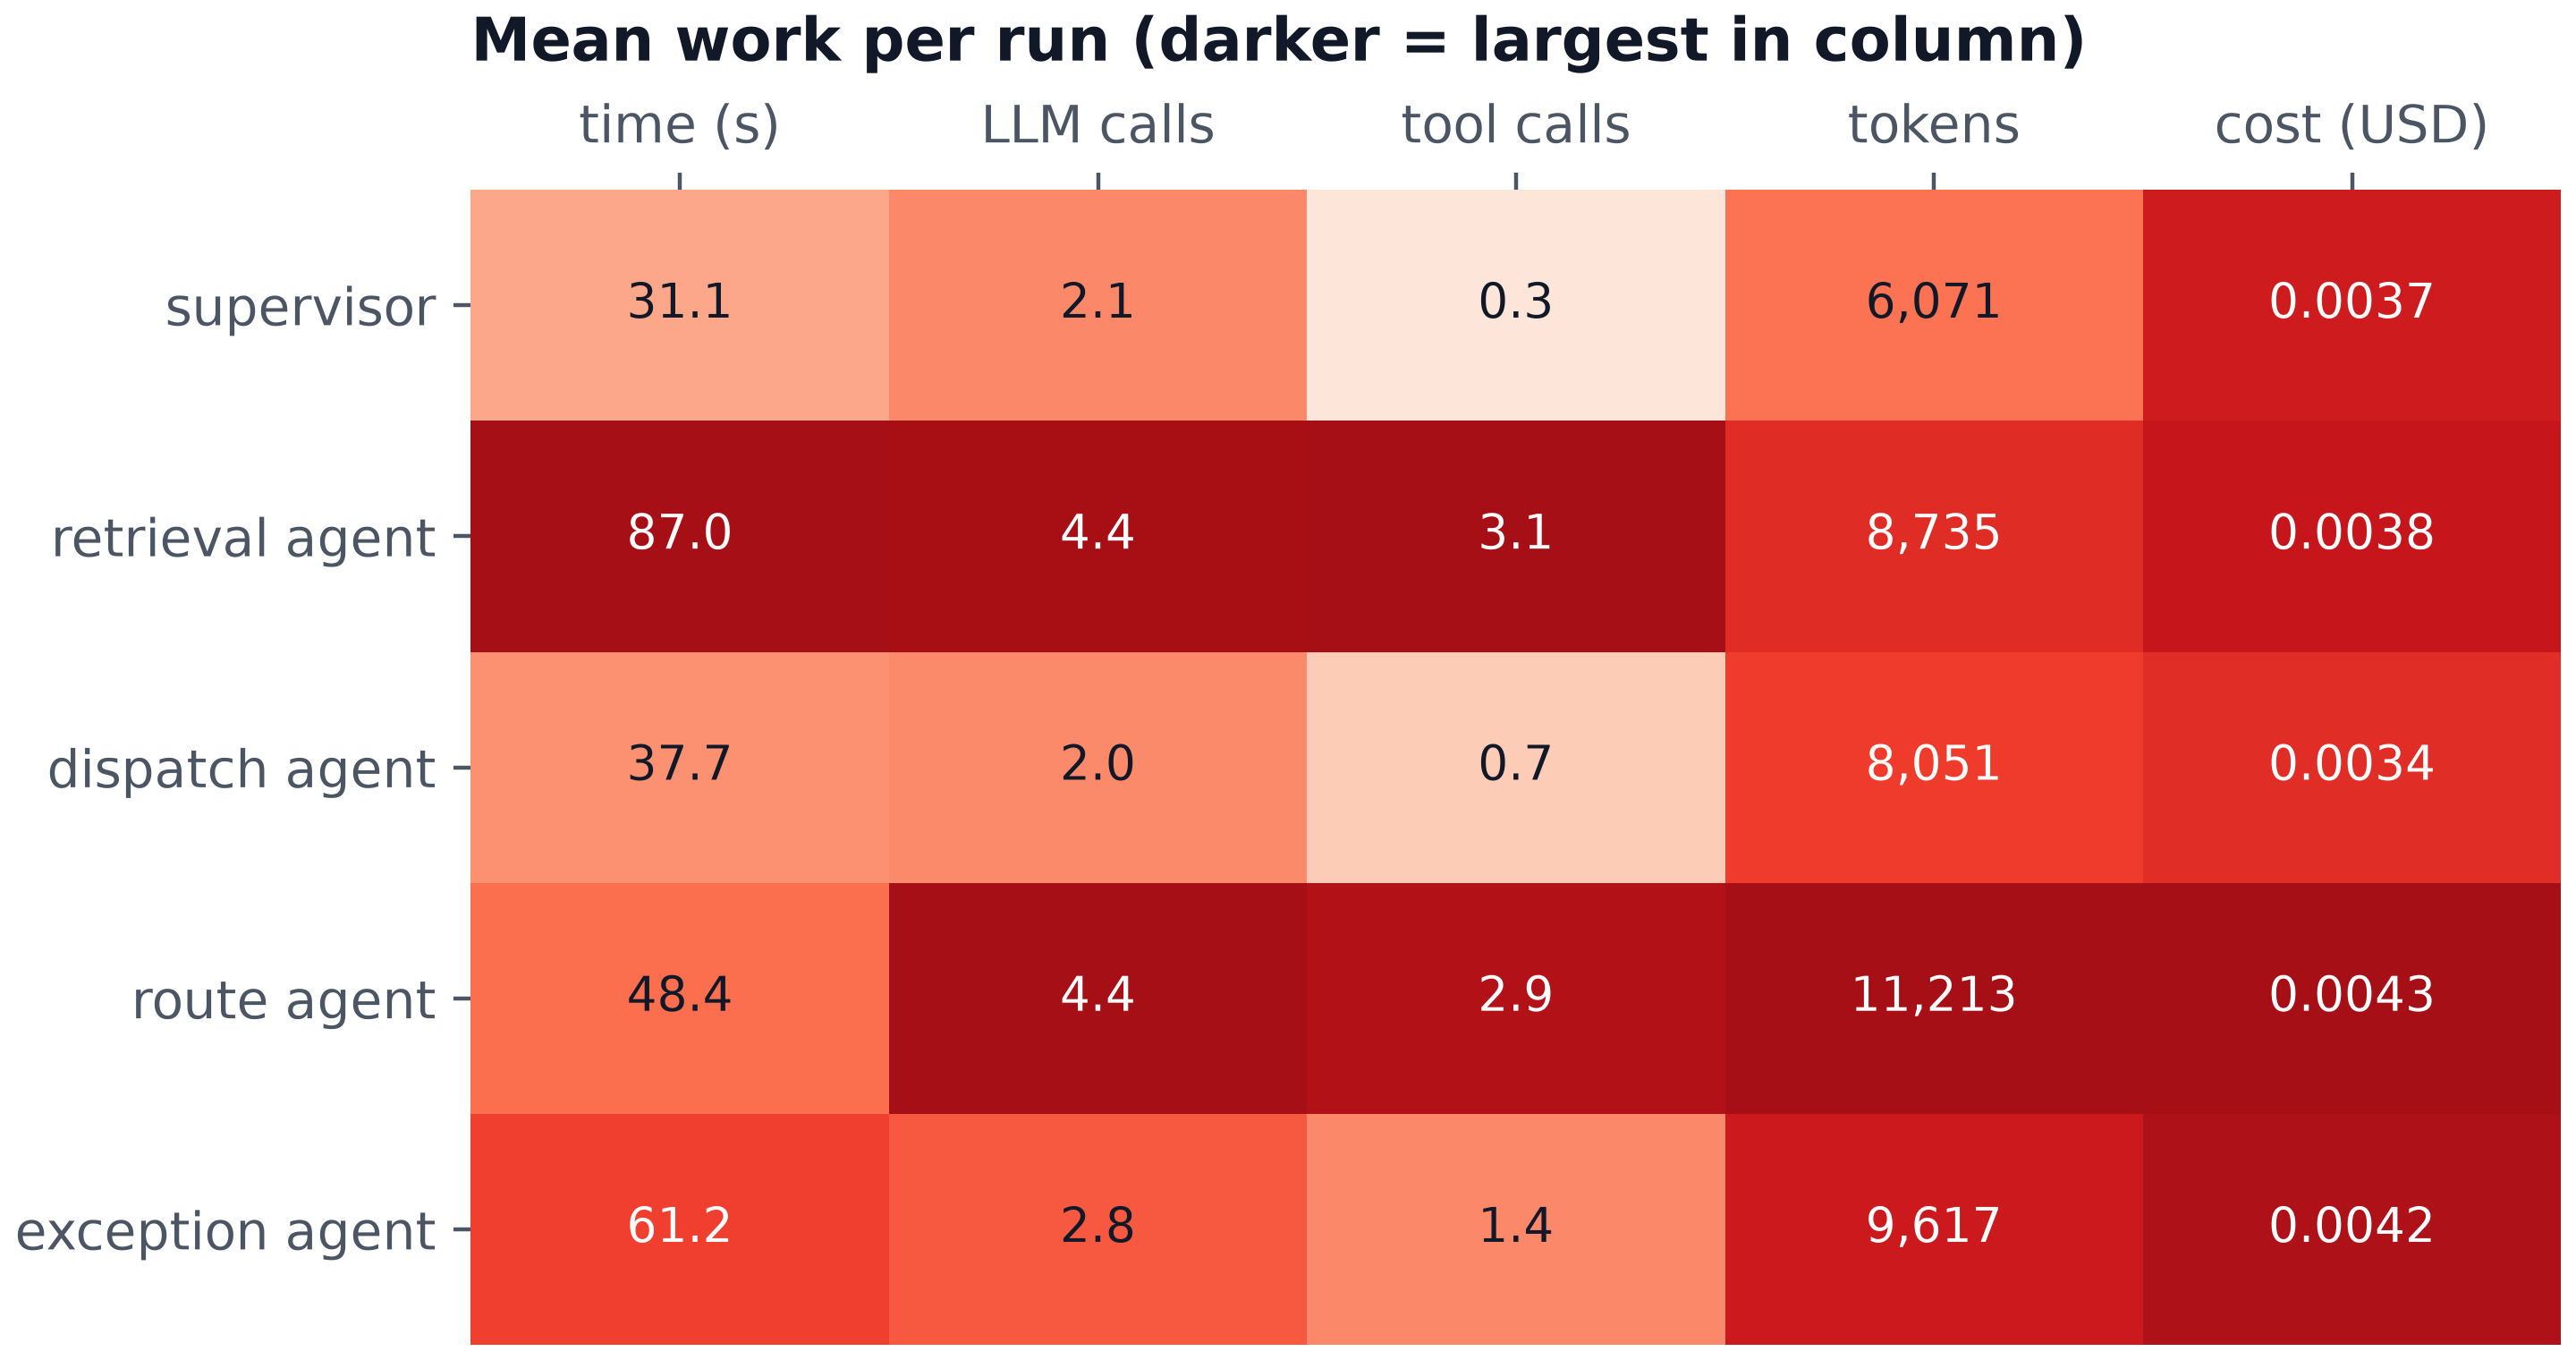 Mean work per run (darker = largest in column)
time (s) LLM calls tool calls tokens cost (USD)
supervisor 31.1 2.1 0.3 6,071 0.0037
retrieval agent 87.0 4.4 3.1 8,735 0.0038
dispatch agent 37.7 2.0 0.7 8,051 0.0034
route agent 48.4 4.4 2.9 11,213 0.0043
exception agent 61.2 2.8 1.4 9,617 0.0042